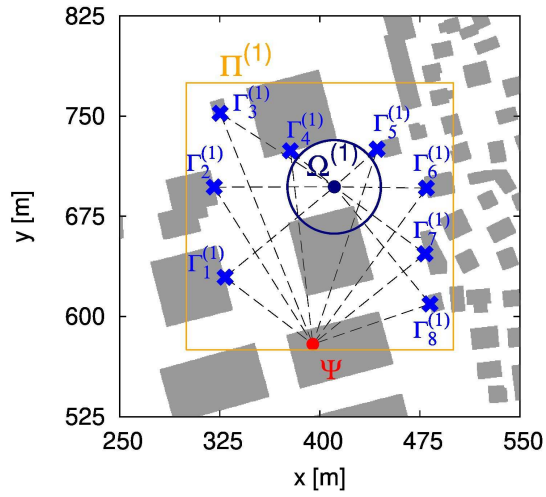 825
750
675
600
525
y [m]
250 325 400 475 550
x [m]
Π(1)
Γ3(1)
Γ4(1)
Γ5(1)
Γ2(1)
Ω(1)
Γ6(1)
Γ7(1)
Γ1(1)
Γ8(1)
Ψ